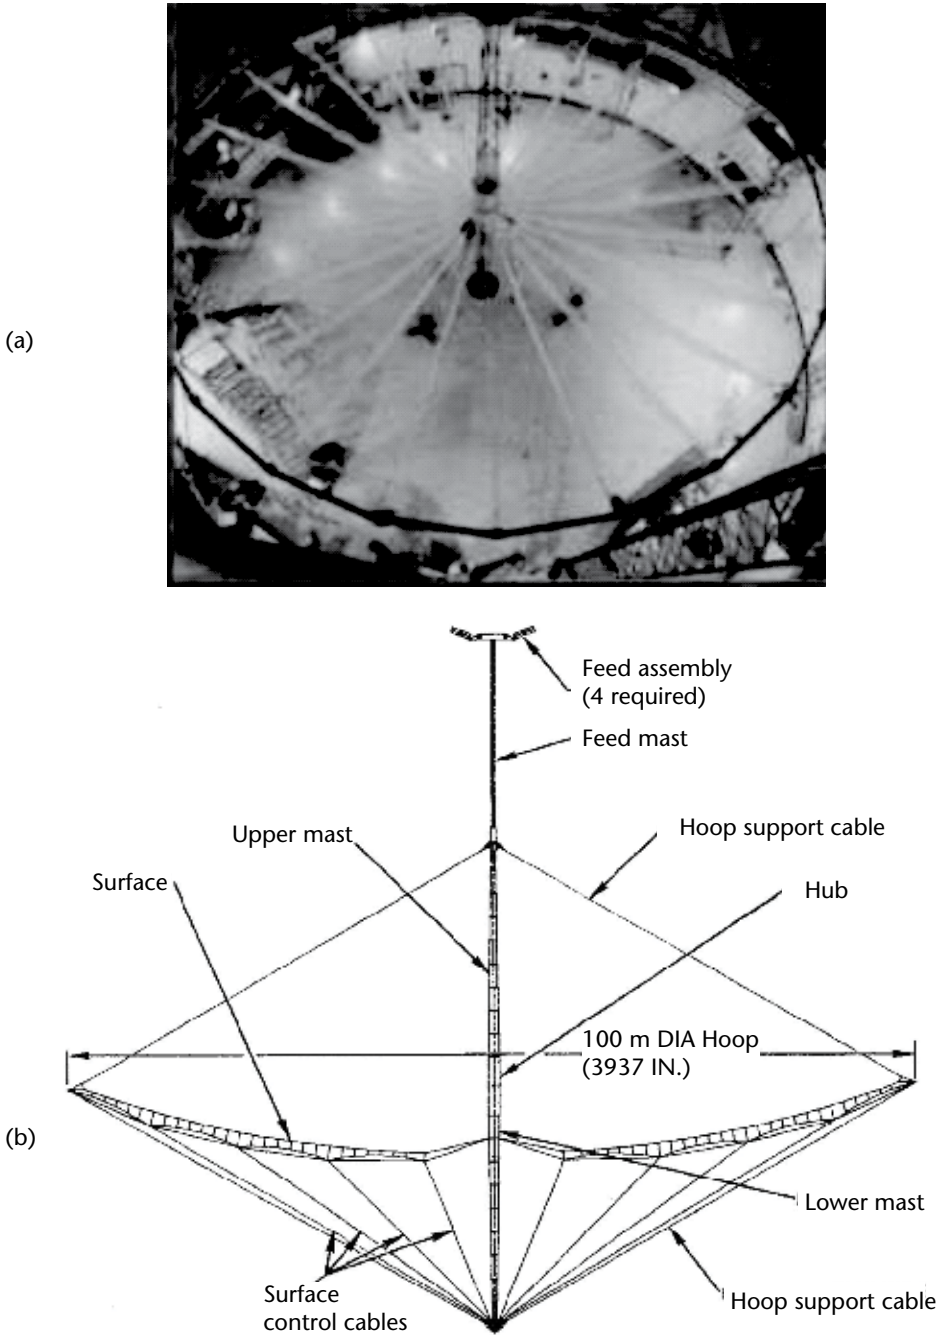 (a)
Feed assembly
(4 required)
Feed mast
Upper mast
Hoop support cable
Surface
Hub
100 m DIA Hoop
(3937 IN.)
(b)
Lower mast
Surface
control cables
Hoop support cable